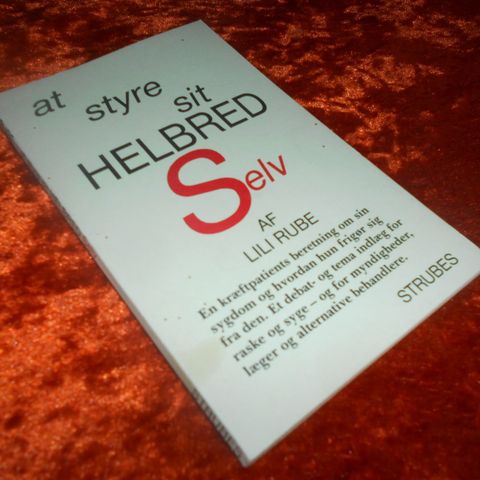 at styre
sit
HELBRED
Selv
AF
LILI RUBE
En kræftpatients beretning om sin
sygdom og hvordan hun frigør sig
fra den. Et debat- og tema indlæg for
raske og syge – og for myndigheder,
læger og alternative behandlere.
STRUBES